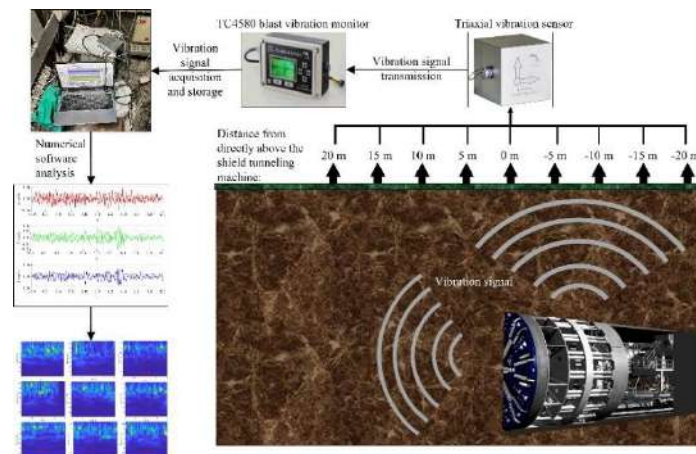 TC4580 blast vibration monitor
Triaxial vibration sensor
Vibration
signal
acquisition
and storage
Vibration signal
transmission
Numerical
software
analysis
Distance from
directly above the
shield tunneling
machine:
20 m
15 m
10 m
5 m
0 m
-5 m
-10 m
-15 m
-20 m
Vibration signal